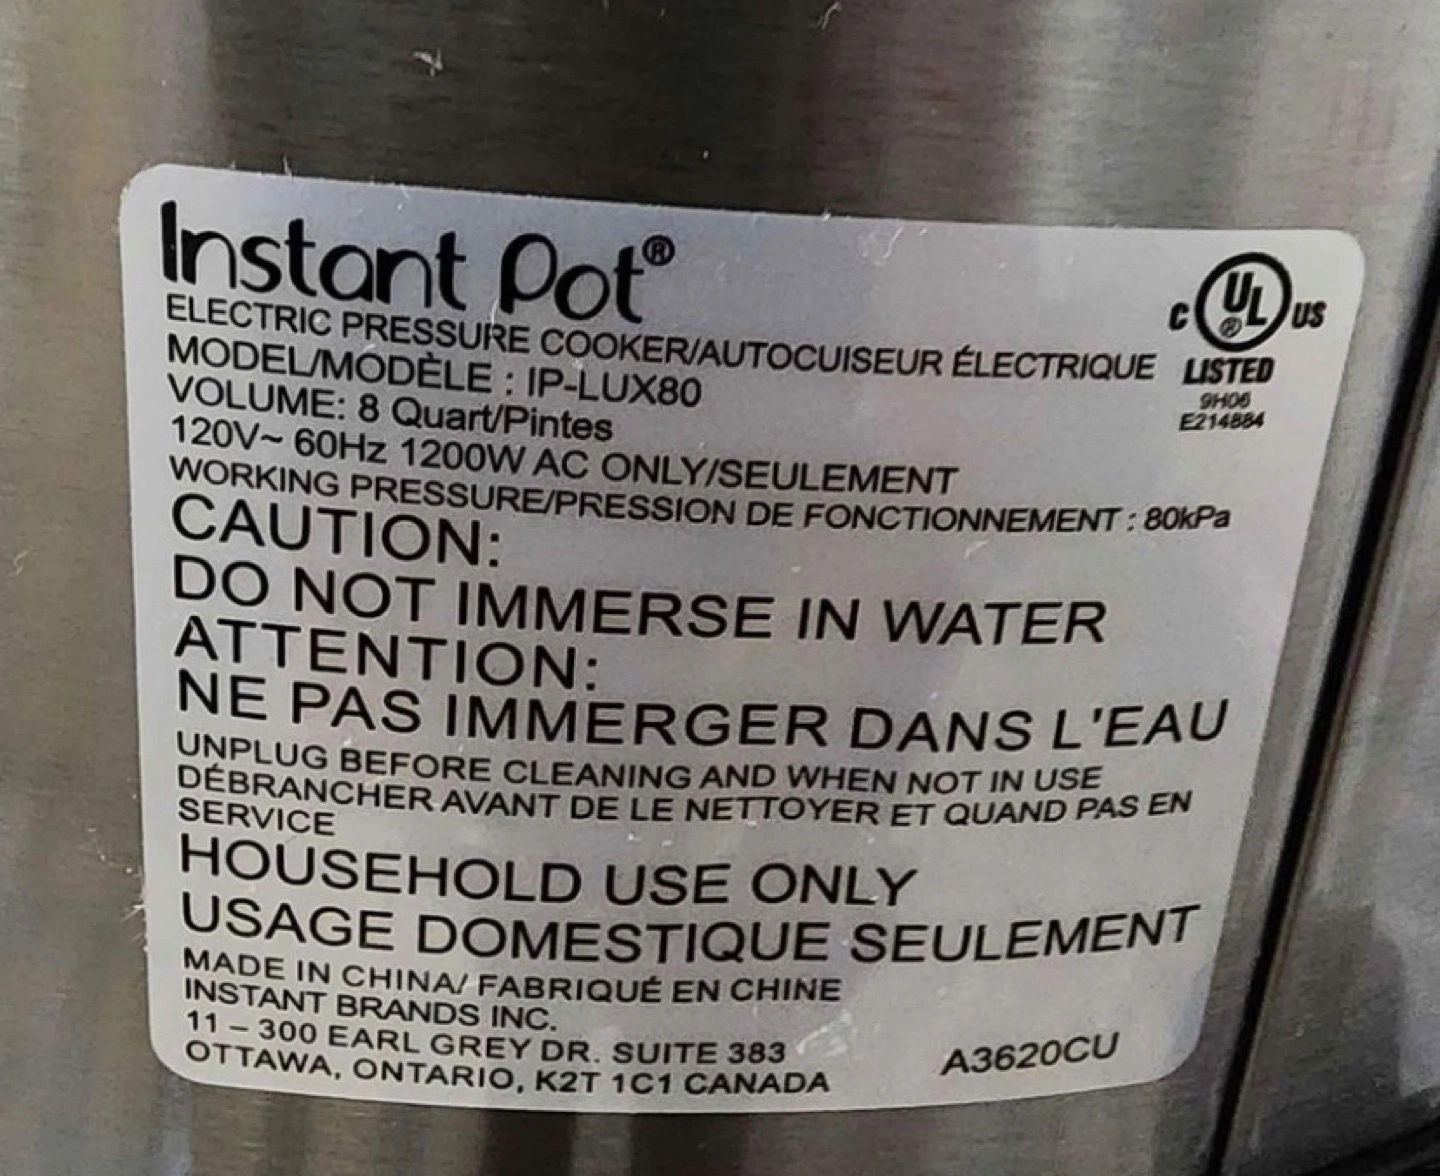 Instant Pot®
ELECTRIC PRESSURE COOKER/AUTOCUISEUR ÉLECTRIQUE
MODEL/MODÈLE : IP-LUX80
VOLUME: 8 Quart/Pintes
120V~ 60Hz 1200W AC ONLY/SEULEMENT
WORKING PRESSURE/PRESSION DE FONCTIONNEMENT : 80kPa
C UL® US
LISTED
9H06
E214884
CAUTION:
DO NOT IMMERSE IN WATER
ATTENTION:
NE PAS IMMERGER DANS L'EAU
UNPLUG BEFORE CLEANING AND WHEN NOT IN USE
DÉBRANCHER AVANT DE LE NETTOYER ET QUAND PAS EN
SERVICE
HOUSEHOLD USE ONLY
USAGE DOMESTIQUE SEULEMENT
MADE IN CHINA/ FABRIQUÉ EN CHINE
INSTANT BRANDS INC.
11 – 300 EARL GREY DR. SUITE 383
OTTAWA, ONTARIO, K2T 1C1 CANADA
A3620CU